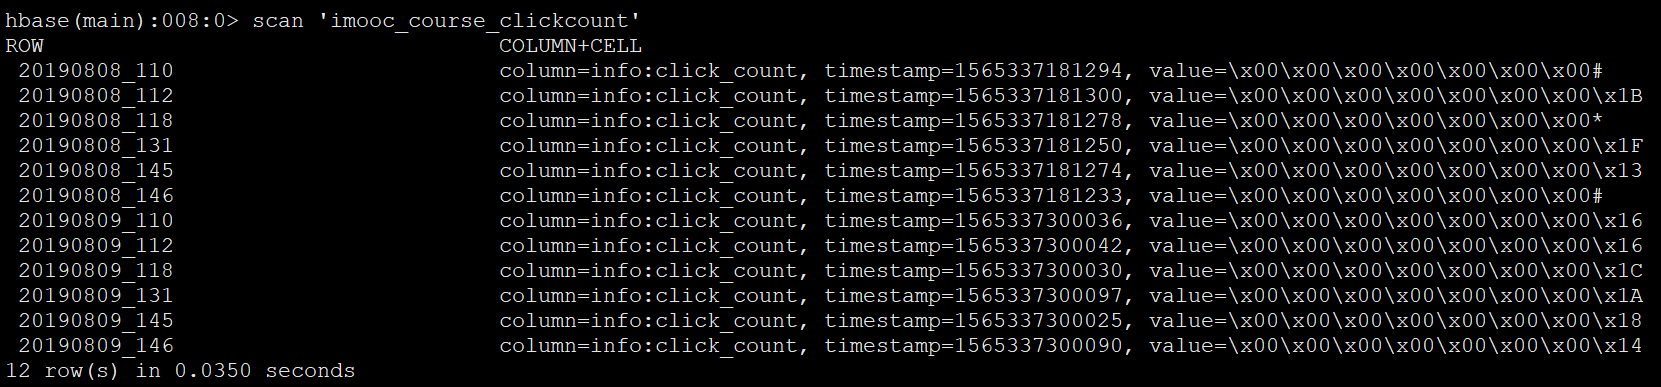 hbase(main):008:0> scan 'imooc_course_clickcount'
ROW COLUMN+CELL
20190808_110 column=info:click_count, timestamp=1565337181294, value=\x00\x00\x00\x00\x00\x00\x00#
20190808_112 column=info:click_count, timestamp=1565337181300, value=\x00\x00\x00\x00\x00\x00\x00\x1B
20190808_118 column=info:click_count, timestamp=1565337181278, value=\x00\x00\x00\x00\x00\x00\x00*
20190808_131 column=info:click_count, timestamp=1565337181250, value=\x00\x00\x00\x00\x00\x00\x00\x1F
20190808_145 column=info:click_count, timestamp=1565337181274, value=\x00\x00\x00\x00\x00\x00\x00\x13
20190808_146 column=info:click_count, timestamp=1565337181233, value=\x00\x00\x00\x00\x00\x00\x00#
20190809_110 column=info:click_count, timestamp=1565337300036, value=\x00\x00\x00\x00\x00\x00\x00\x16
20190809_112 column=info:click_count, timestamp=1565337300042, value=\x00\x00\x00\x00\x00\x00\x00\x16
20190809_118 column=info:click_count, timestamp=1565337300030, value=\x00\x00\x00\x00\x00\x00\x00\x1C
20190809_131 column=info:click_count, timestamp=1565337300097, value=\x00\x00\x00\x00\x00\x00\x00\x1A
20190809_145 column=info:click_count, timestamp=1565337300025, value=\x00\x00\x00\x00\x00\x00\x00\x18
20190809_146 column=info:click_count, timestamp=1565337300090, value=\x00\x00\x00\x00\x00\x00\x00\x14
12 row(s) in 0.0350 seconds